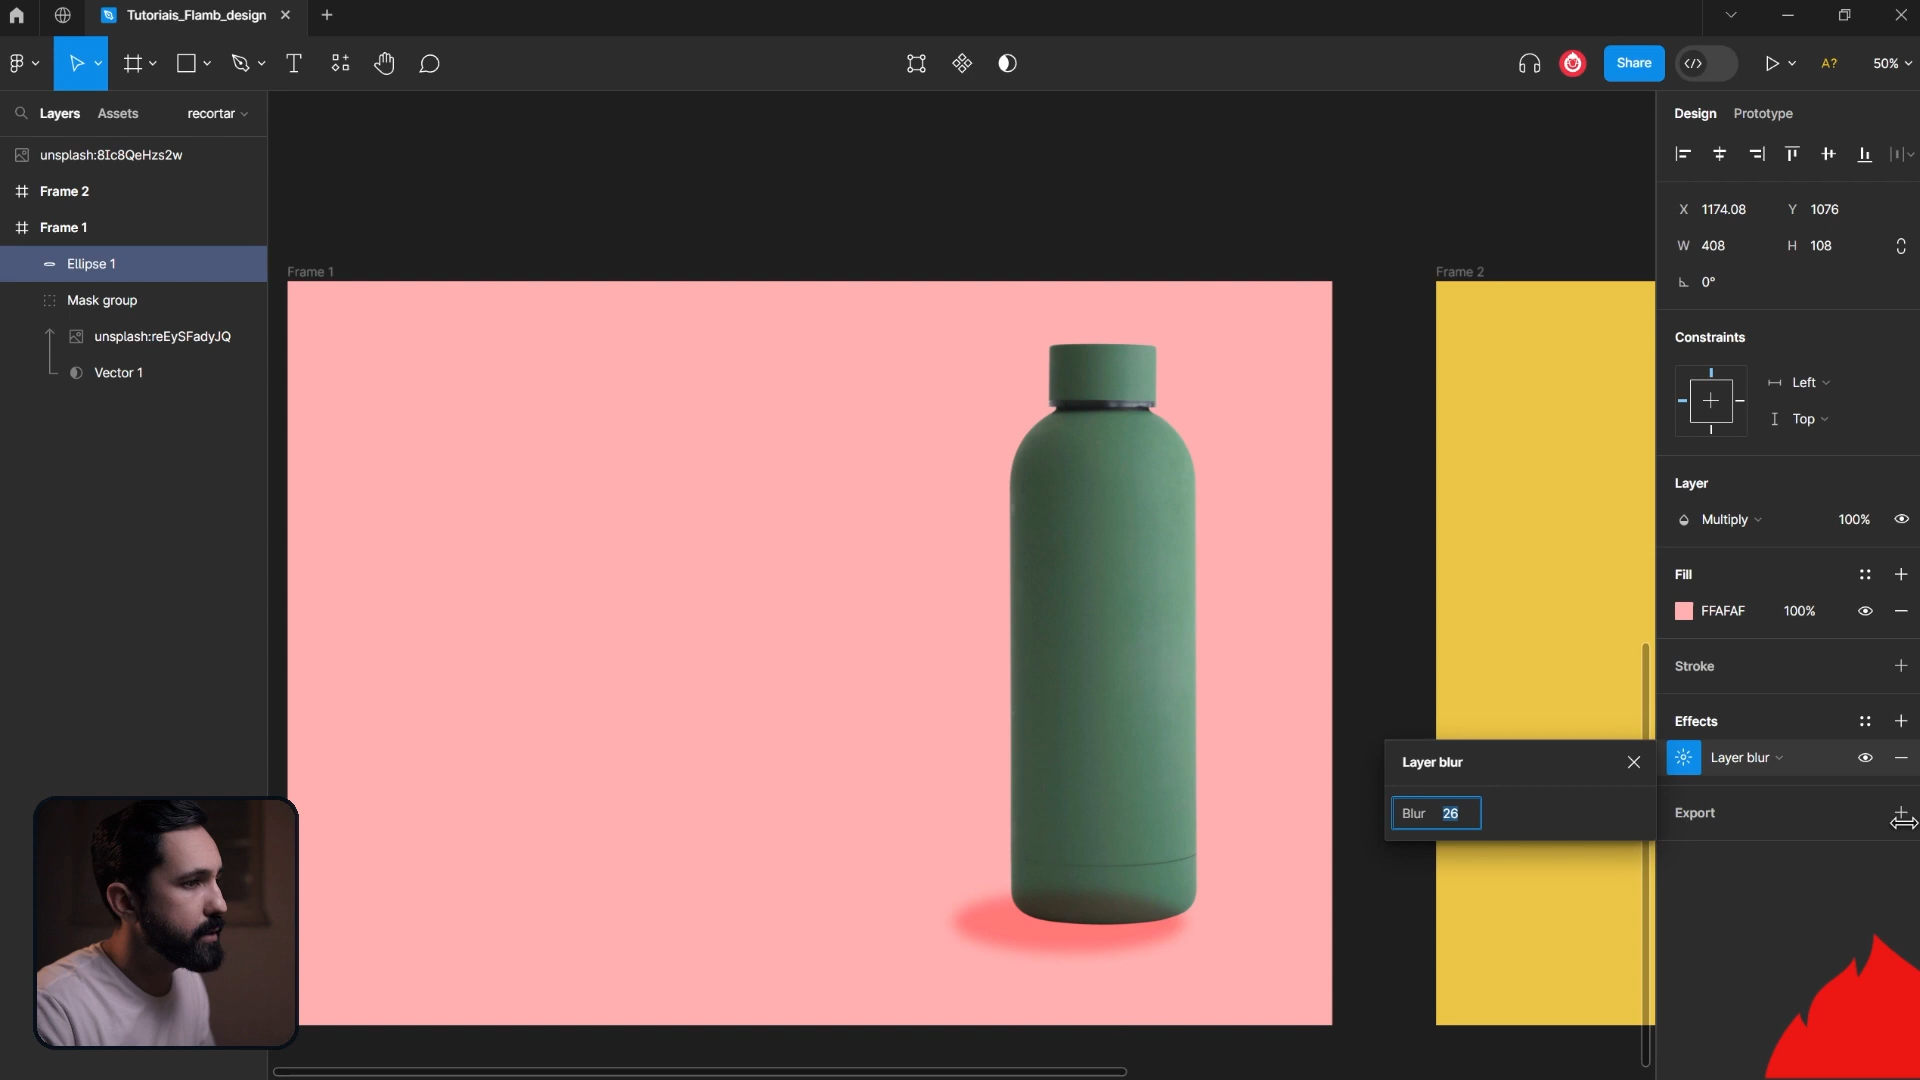 Tutoriais_Flamb_design
Share
A?
50%
Layers
Assets
recortar
Design
Prototype
unsplash:8Ic8QeHzs2w
Frame 2
Frame 1
Ellipse 1
Mask group
unsplash:reEySFadyJQ
Vector 1
Frame 1
Frame 2
X 1174.08 Y 1076
W 408 H 108
0°
Constraints
Left
Top
Layer
Multiply 100%
Fill
FFAFAF 100%
Stroke
Effects
Layer blur
Export
Layer blur
Blur 26